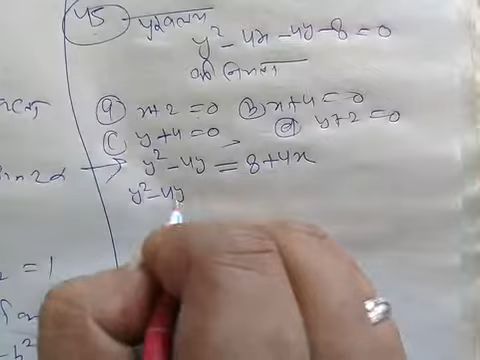 45 परवलय
y² - 4x - 4y - 8 = 0
की नियता
(a) x + 2 = 0 (b) x + 4 = 0
(c) y + 4 = 0 (d) y + 2 = 0
y² - 4y = 8 + 4x
y² - 4y
= 1